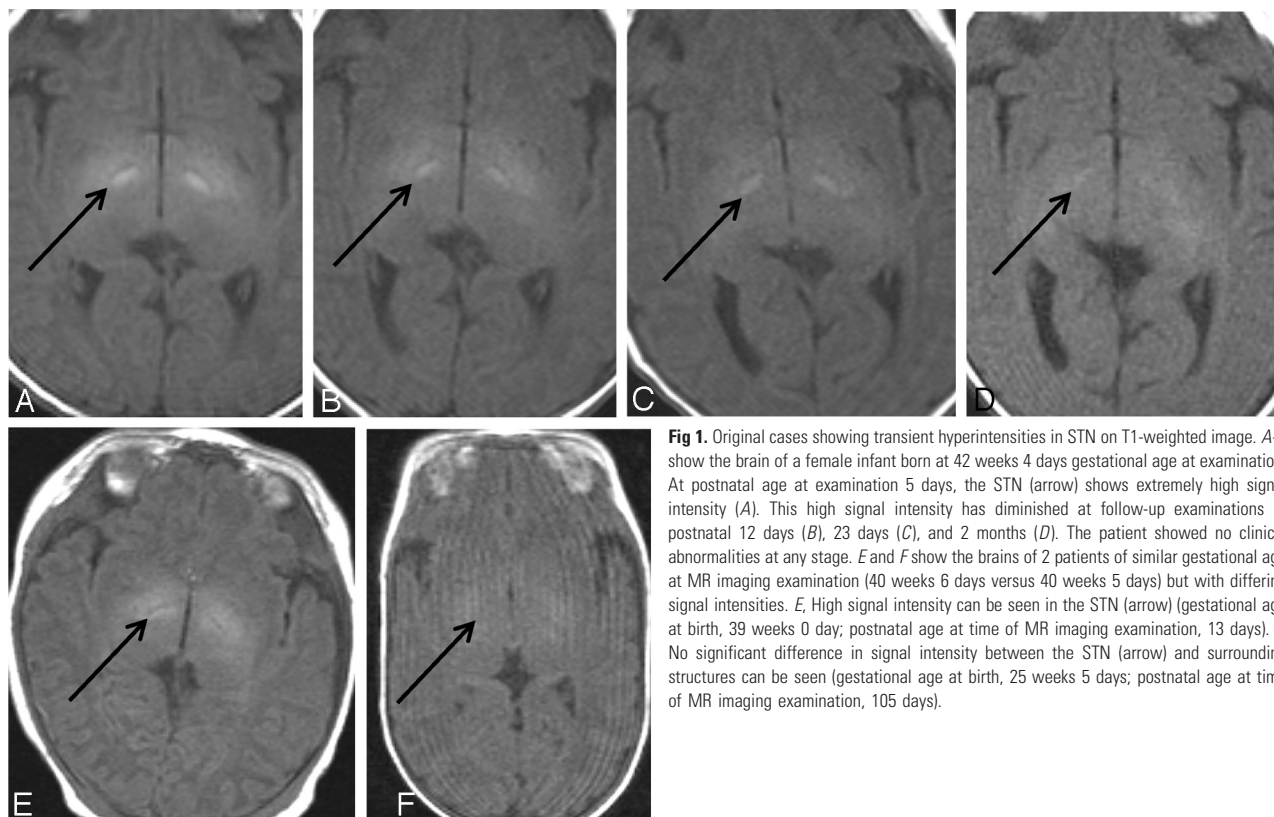 A
B
C
D
E
F
Fig 1. Original cases showing transient hyperintensities in STN on T1-weighted image. A-
show the brain of a female infant born at 42 weeks 4 days gestational age at
At postnatal age at examination 5 days, the STN (arrow) shows extremely high
intensity (A). This high signal intensity has diminished at follow-up examinations
postnatal 12 days (B), 23 days (C), and 2 months (D). The patient showed no
abnormalities at any stage. E and F show the brains of 2 patients of similar gestational
at MR imaging examination (40 weeks 6 days versus 40 weeks 5 days) but with
signal intensities. E, High signal intensity can be seen in the STN (arrow) (gestational
at birth, 39 weeks 0 day; postnatal age at time of MR imaging examination, 13 days).
No significant difference in signal intensity between the STN (arrow) and
structures can be seen (gestational age at birth, 25 weeks 5 days; postnatal age at
of MR imaging examination, 105 days).